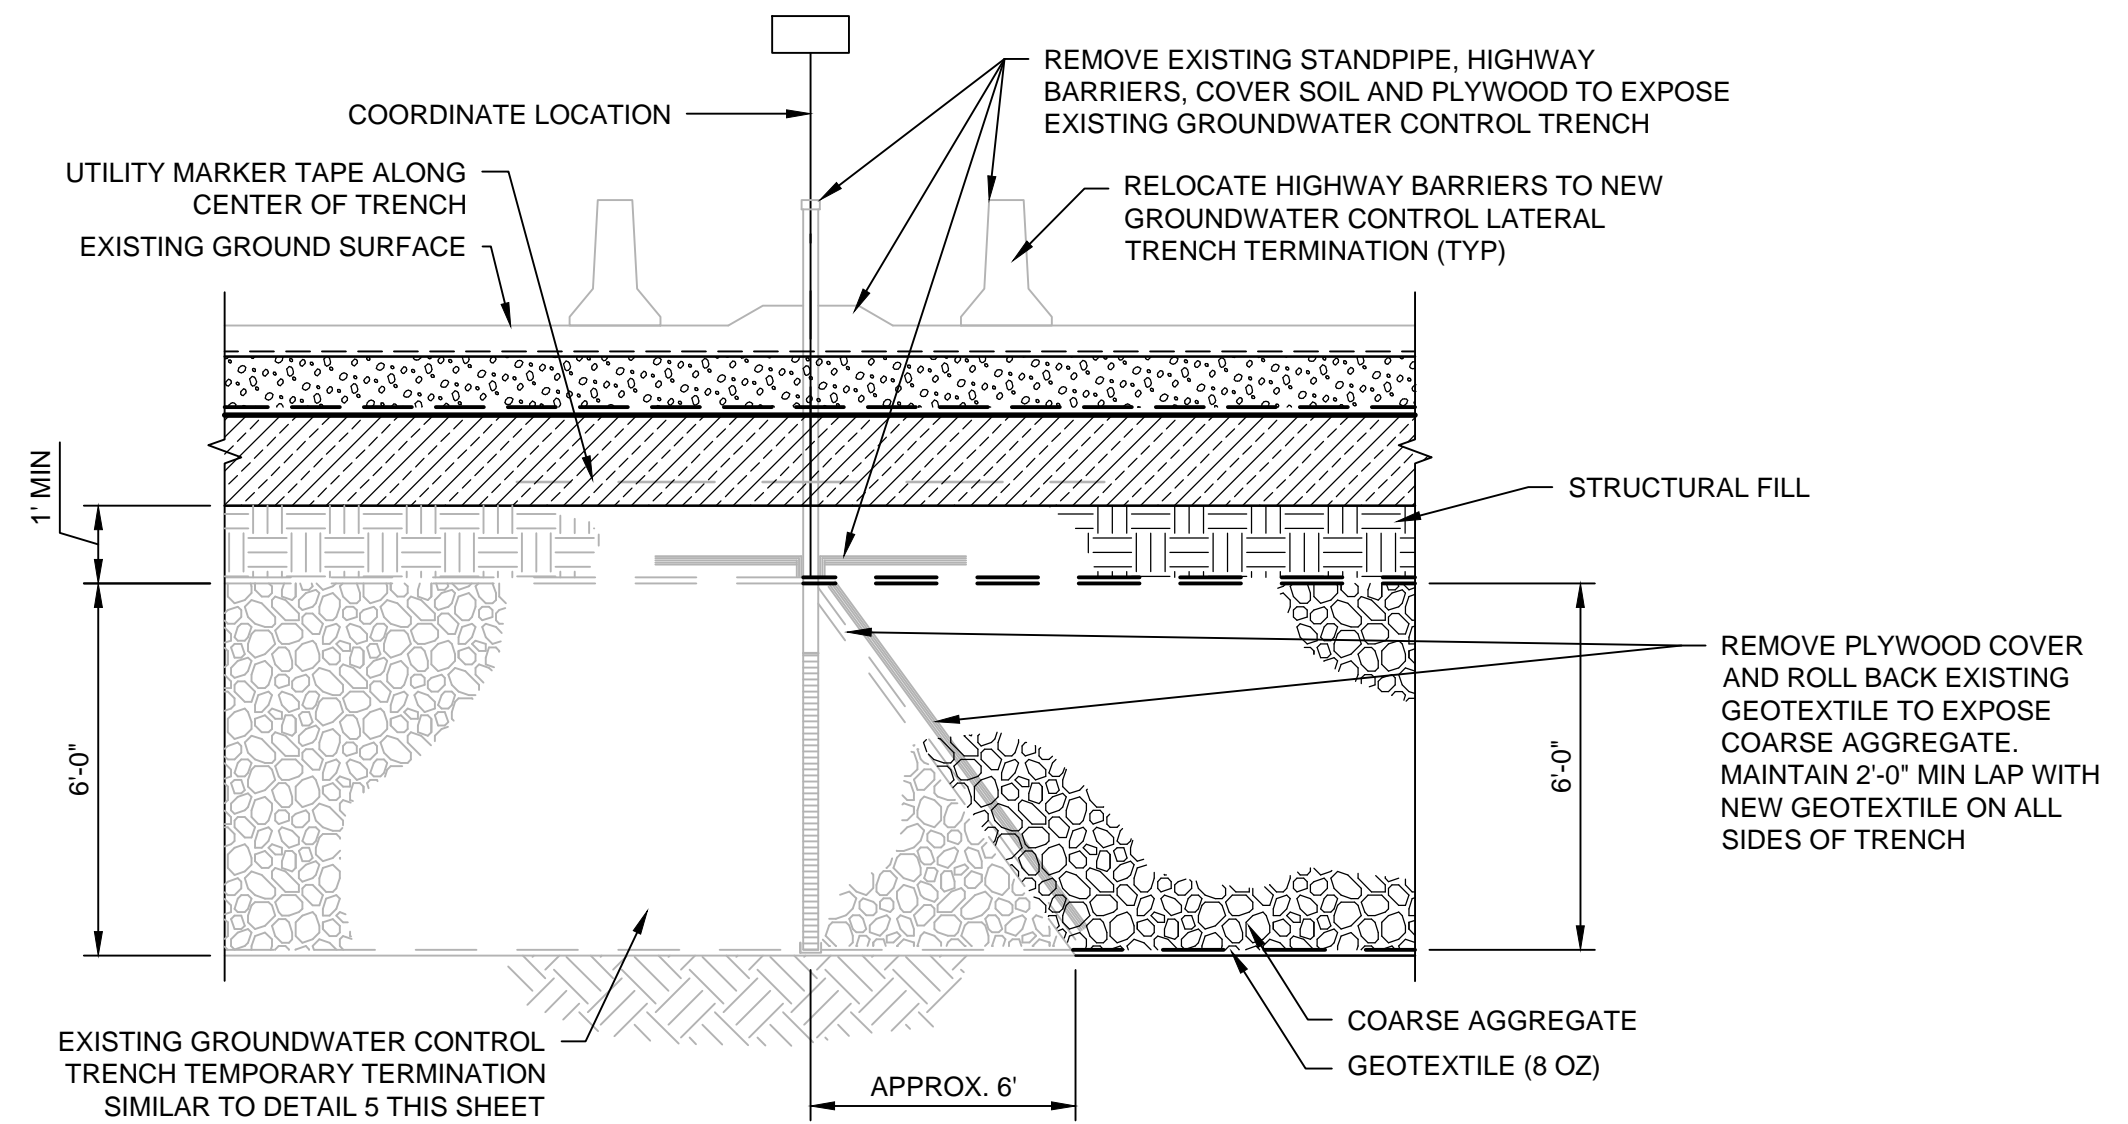 REMOVE EXISTING STANDPIPE, HIGHWAY
BARRIERS, COVER SOIL AND PLYWOOD TO EXPOSE
EXISTING GROUNDWATER CONTROL TRENCH
COORDINATE LOCATION
UTILITY MARKER TAPE ALONG
CENTER OF TRENCH
EXISTING GROUND SURFACE
RELOCATE HIGHWAY BARRIERS TO NEW
GROUNDWATER CONTROL LATERAL
TRENCH TERMINATION (TYP)
1' MIN
STRUCTURAL FILL
6'-0"
6'-0"
REMOVE PLYWOOD COVER
AND ROLL BACK EXISTING
GEOTEXTILE TO EXPOSE
COARSE AGGREGATE.
MAINTAIN 2'-0" MIN LAP WITH
NEW GEOTEXTILE ON ALL
SIDES OF TRENCH
COARSE AGGREGATE
GEOTEXTILE (8 OZ)
EXISTING GROUNDWATER CONTROL
TRENCH TEMPORARY TERMINATION
SIMILAR TO DETAIL 5 THIS SHEET
APPROX. 6'